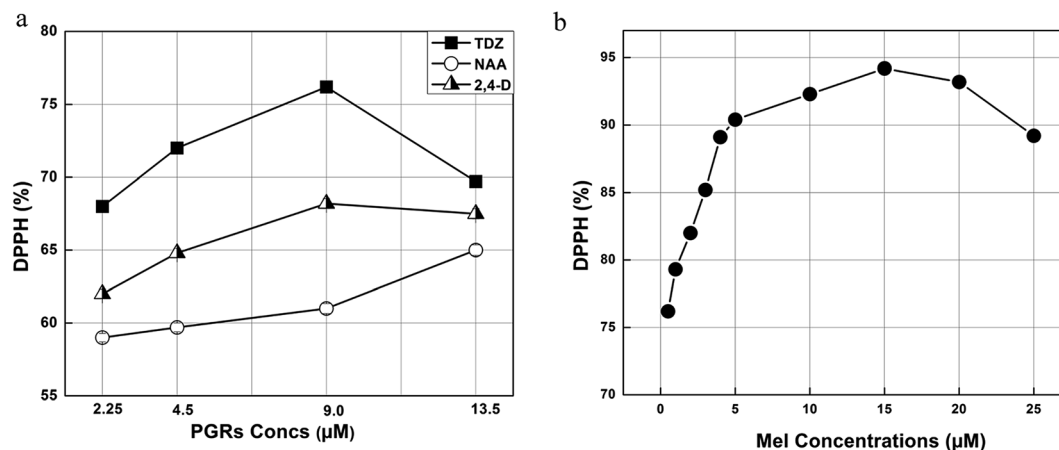 a
80
75
70
65
60
55
DPPH (%)
TDZ
NAA
2,4-D
2.25 4.5 9.0 13.5
PGRs Concs (µM)
b
95
90
85
80
75
70
DPPH (%)
0 5 10 15 20 25
Mel Concentrations (µM)